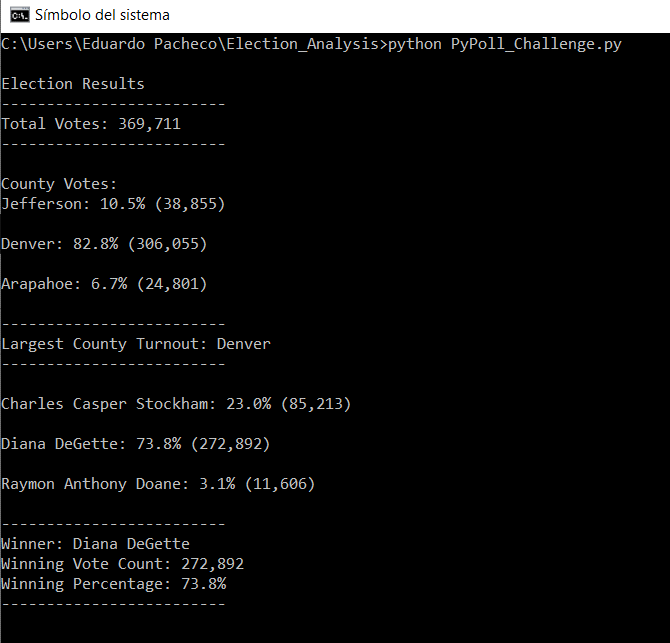 Símbolo del sistema
C:\Users\Eduardo Pacheco\Election_Analysis>python PyPoll_Challenge.py
Election Results
-------------------------
Total Votes: 369,711
-------------------------
County Votes:
Jefferson: 10.5% (38,855)
Denver: 82.8% (306,055)
Arapahoe: 6.7% (24,801)
-------------------------
Largest County Turnout: Denver
-------------------------
Charles Casper Stockham: 23.0% (85,213)
Diana DeGette: 73.8% (272,892)
Raymon Anthony Doane: 3.1% (11,606)
-------------------------
Winner: Diana DeGette
Winning Vote Count: 272,892
Winning Percentage: 73.8%
-------------------------